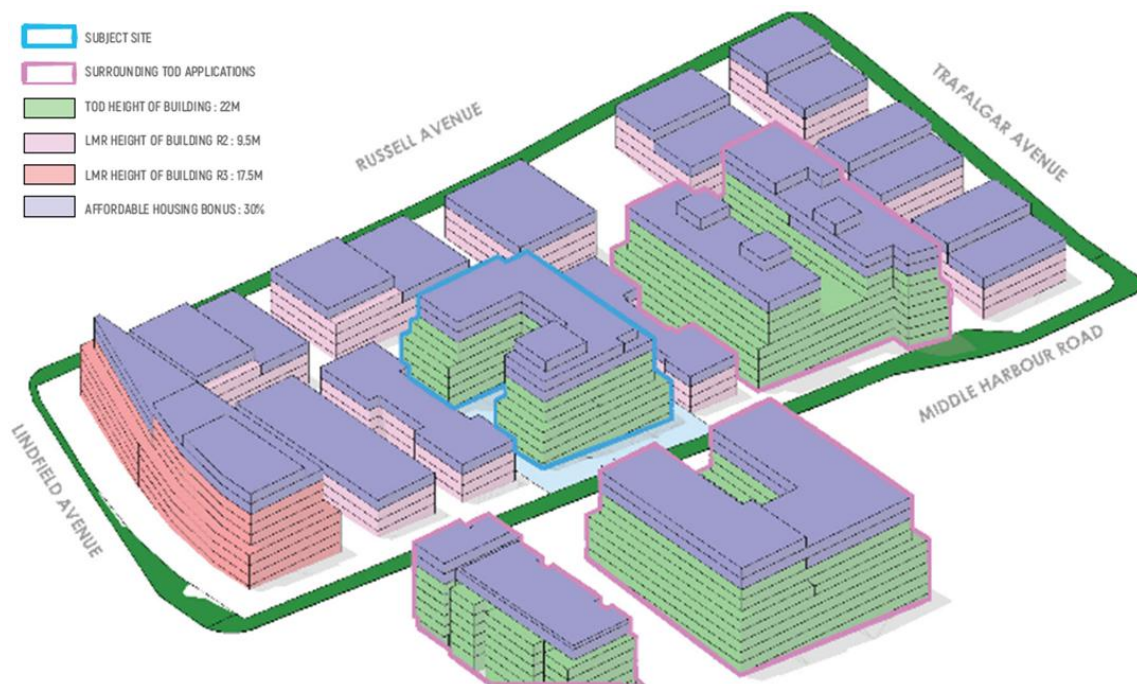 SUBJECT SITE
SURROUNDING TOD APPLICATIONS
TOD HEIGHT OF BUILDING : 22M
LMR HEIGHT OF BUILDING R2 : 9.5M
LMR HEIGHT OF BUILDING R3 : 17.5M
AFFORDABLE HOUSING BONUS : 30%
RUSSELL AVENUE
TRAFALGAR AVENUE
MIDDLE HARBOUR ROAD
LINDFIELD AVENUE